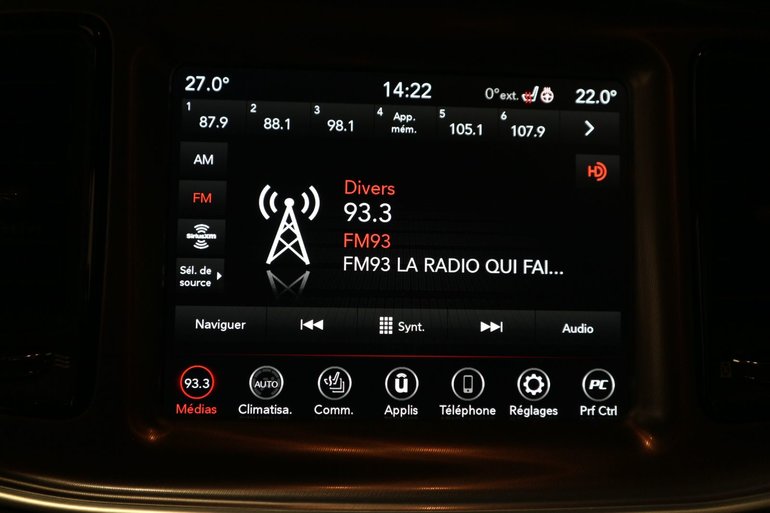 27.0° 14:22 0°ext. 22.0°
1 87.9 2 88.1 3 98.1 4 App. mém. 5 105.1 6 107.9
AM
HD
FM
Divers
93.3
SiriusXM
FM93
FM93 LA RADIO QUI FAI...
Sél. de
source
Naviguer Synt. Audio
93.3 AUTO û PC
Médias Climatisa. Comm. Applis Téléphone Réglages Prf Ctrl